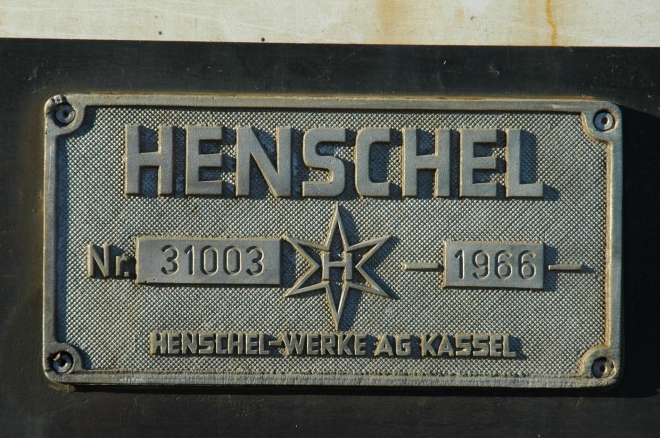 HENSCHEL
Nr. 31003 H – 1966 –
HENSCHEL-WERKE AG KASSEL